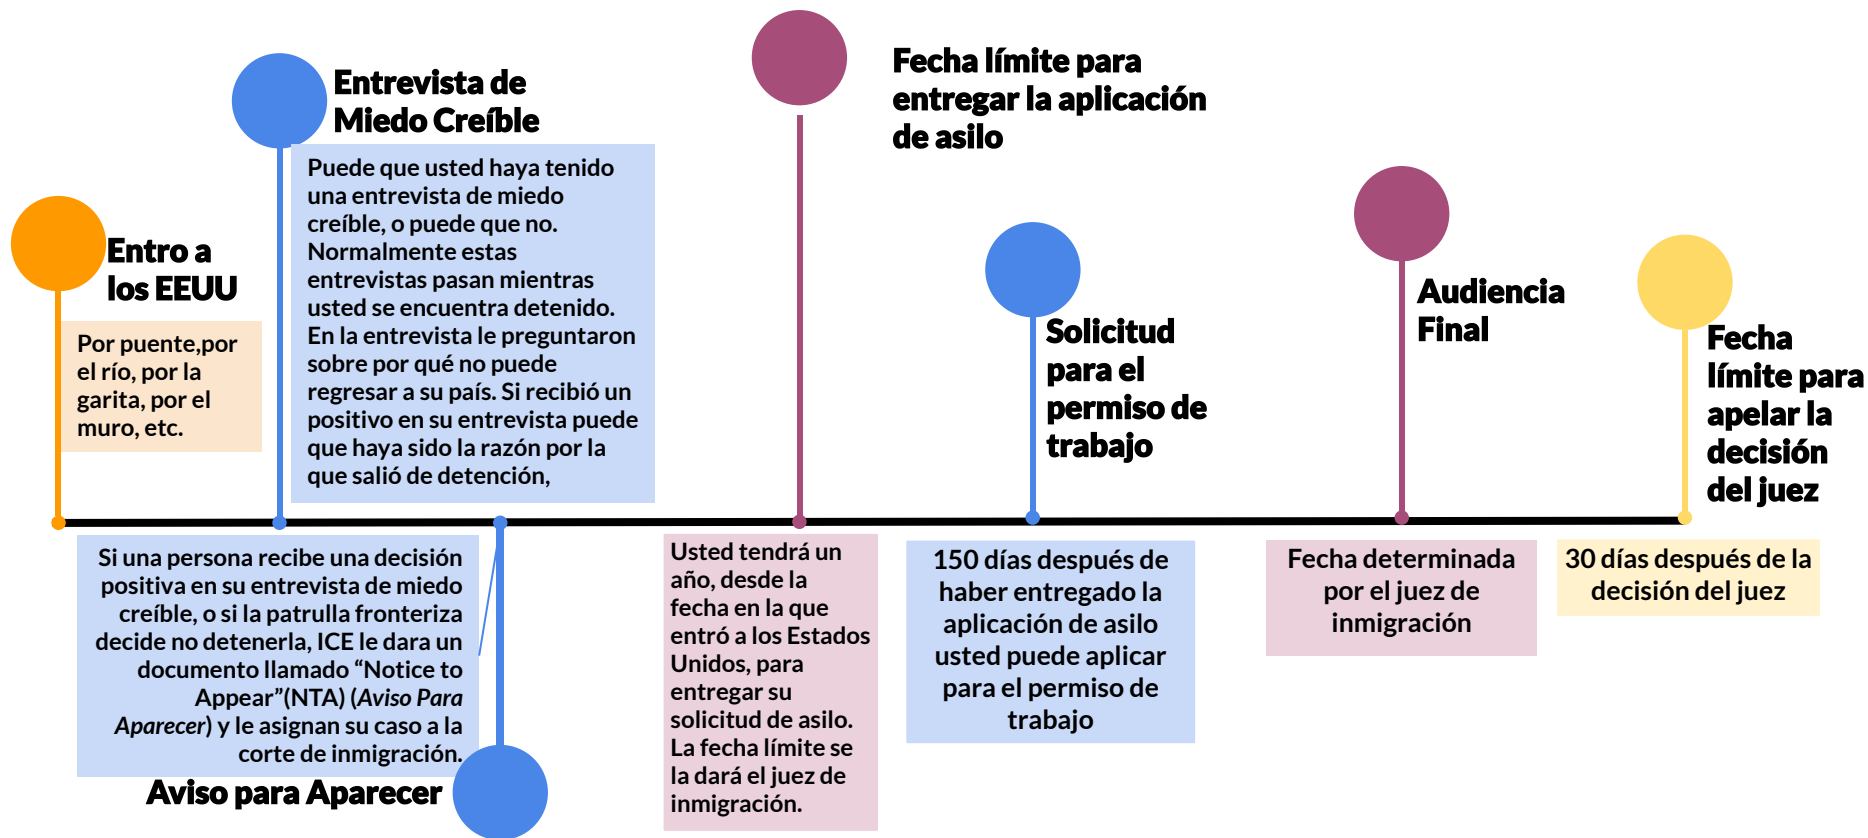 Entro a
los EEUU
Por puente,por
el río, por la
garita, por el
muro, etc.
Entrevista de
Miedo Creíble
Puede que usted haya tenido
una entrevista de miedo
creíble, o puede que no.
Normalmente estas
entrevistas pasan mientras
usted se encuentra detenido.
En la entrevista le preguntaron
sobre por qué no puede
regresar a su país. Si recibió un
positivo en su entrevista puede
que haya sido la razón por la
que salió de detención,
Si una persona recibe una decisión
positiva en su entrevista de miedo
creíble, o si la patrulla fronteriza
decide no detenerla, ICE le dara un
documento llamado “Notice to
Appear”(NTA) (Aviso Para
Aparecer) y le asignan su caso a la
corte de inmigración.
Aviso para Aparecer
Fecha límite para
entregar la aplicación
de asilo
Usted tendrá un
año, desde la
fecha en la que
entró a los Estados
Unidos, para
entregar su
solicitud de asilo.
La fecha límite se
la dará el juez de
inmigración.
Solicitud
para el
permiso de
trabajo
150 días después de
haber entregado la
aplicación de asilo
usted puede aplicar
para el permiso de
trabajo
Audiencia
Final
Fecha determinada
por el juez de
inmigración
Fecha
límite para
apelar la
decisión
del juez
30 días después de la
decisión del juez